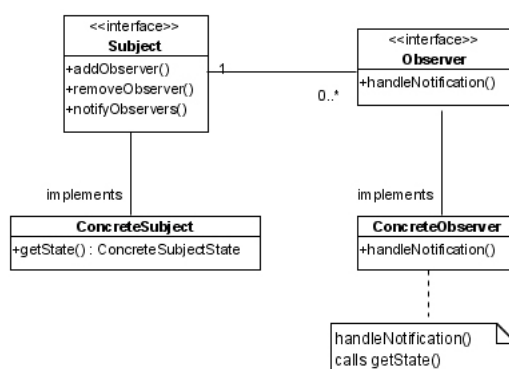 <<interface>>
Subject
+addObserver()
+removeObserver()
+notifyObservers()
1
0..*
<<interface>>
Observer
+handleNotification()
implements
implements
ConcreteSubject
+getState() : ConcreteSubjectState
ConcreteObserver
+handleNotification()
handleNotification()
calls getState()